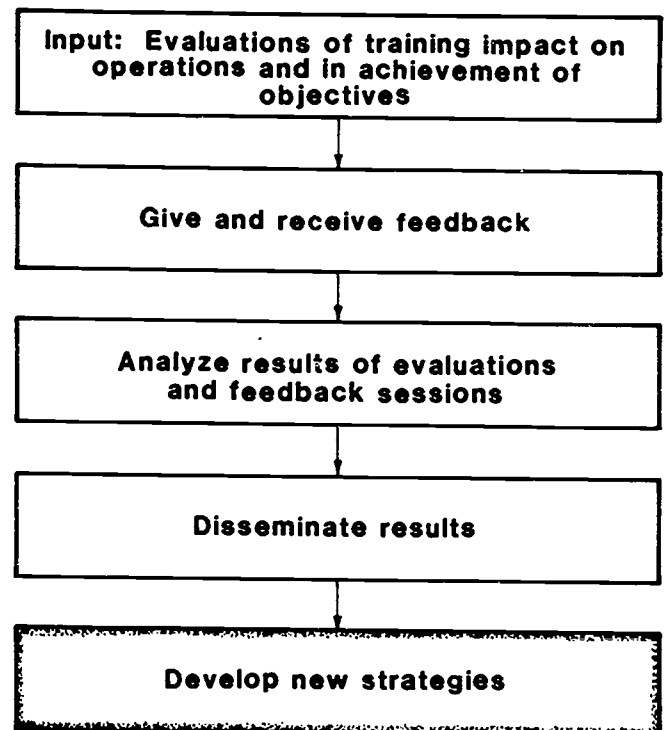 Input: Evaluations of training impact on
operations and in achievement of
objectives
Give and receive feedback
Analyze results of evaluations
and feedback sessions
Disseminate results
Develop new strategies